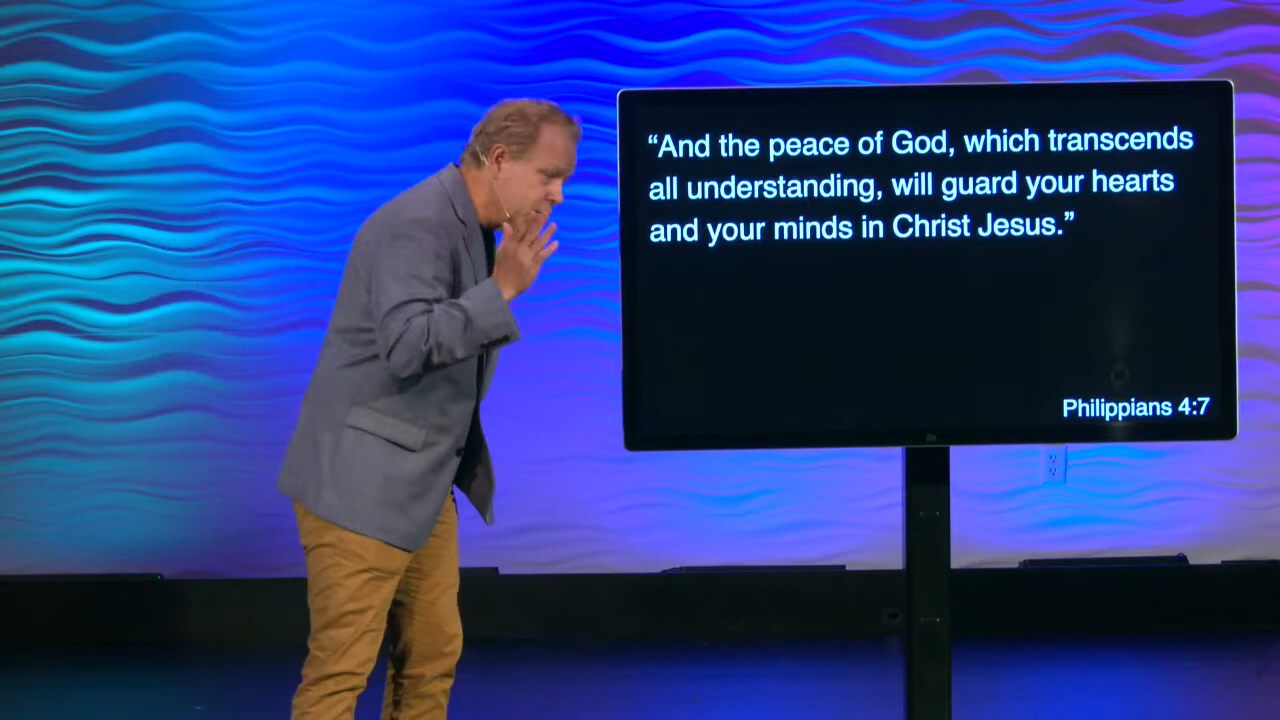 “And the peace of God, which transcends
all understanding, will guard your hearts
and your minds in Christ Jesus.”
Philippians 4:7